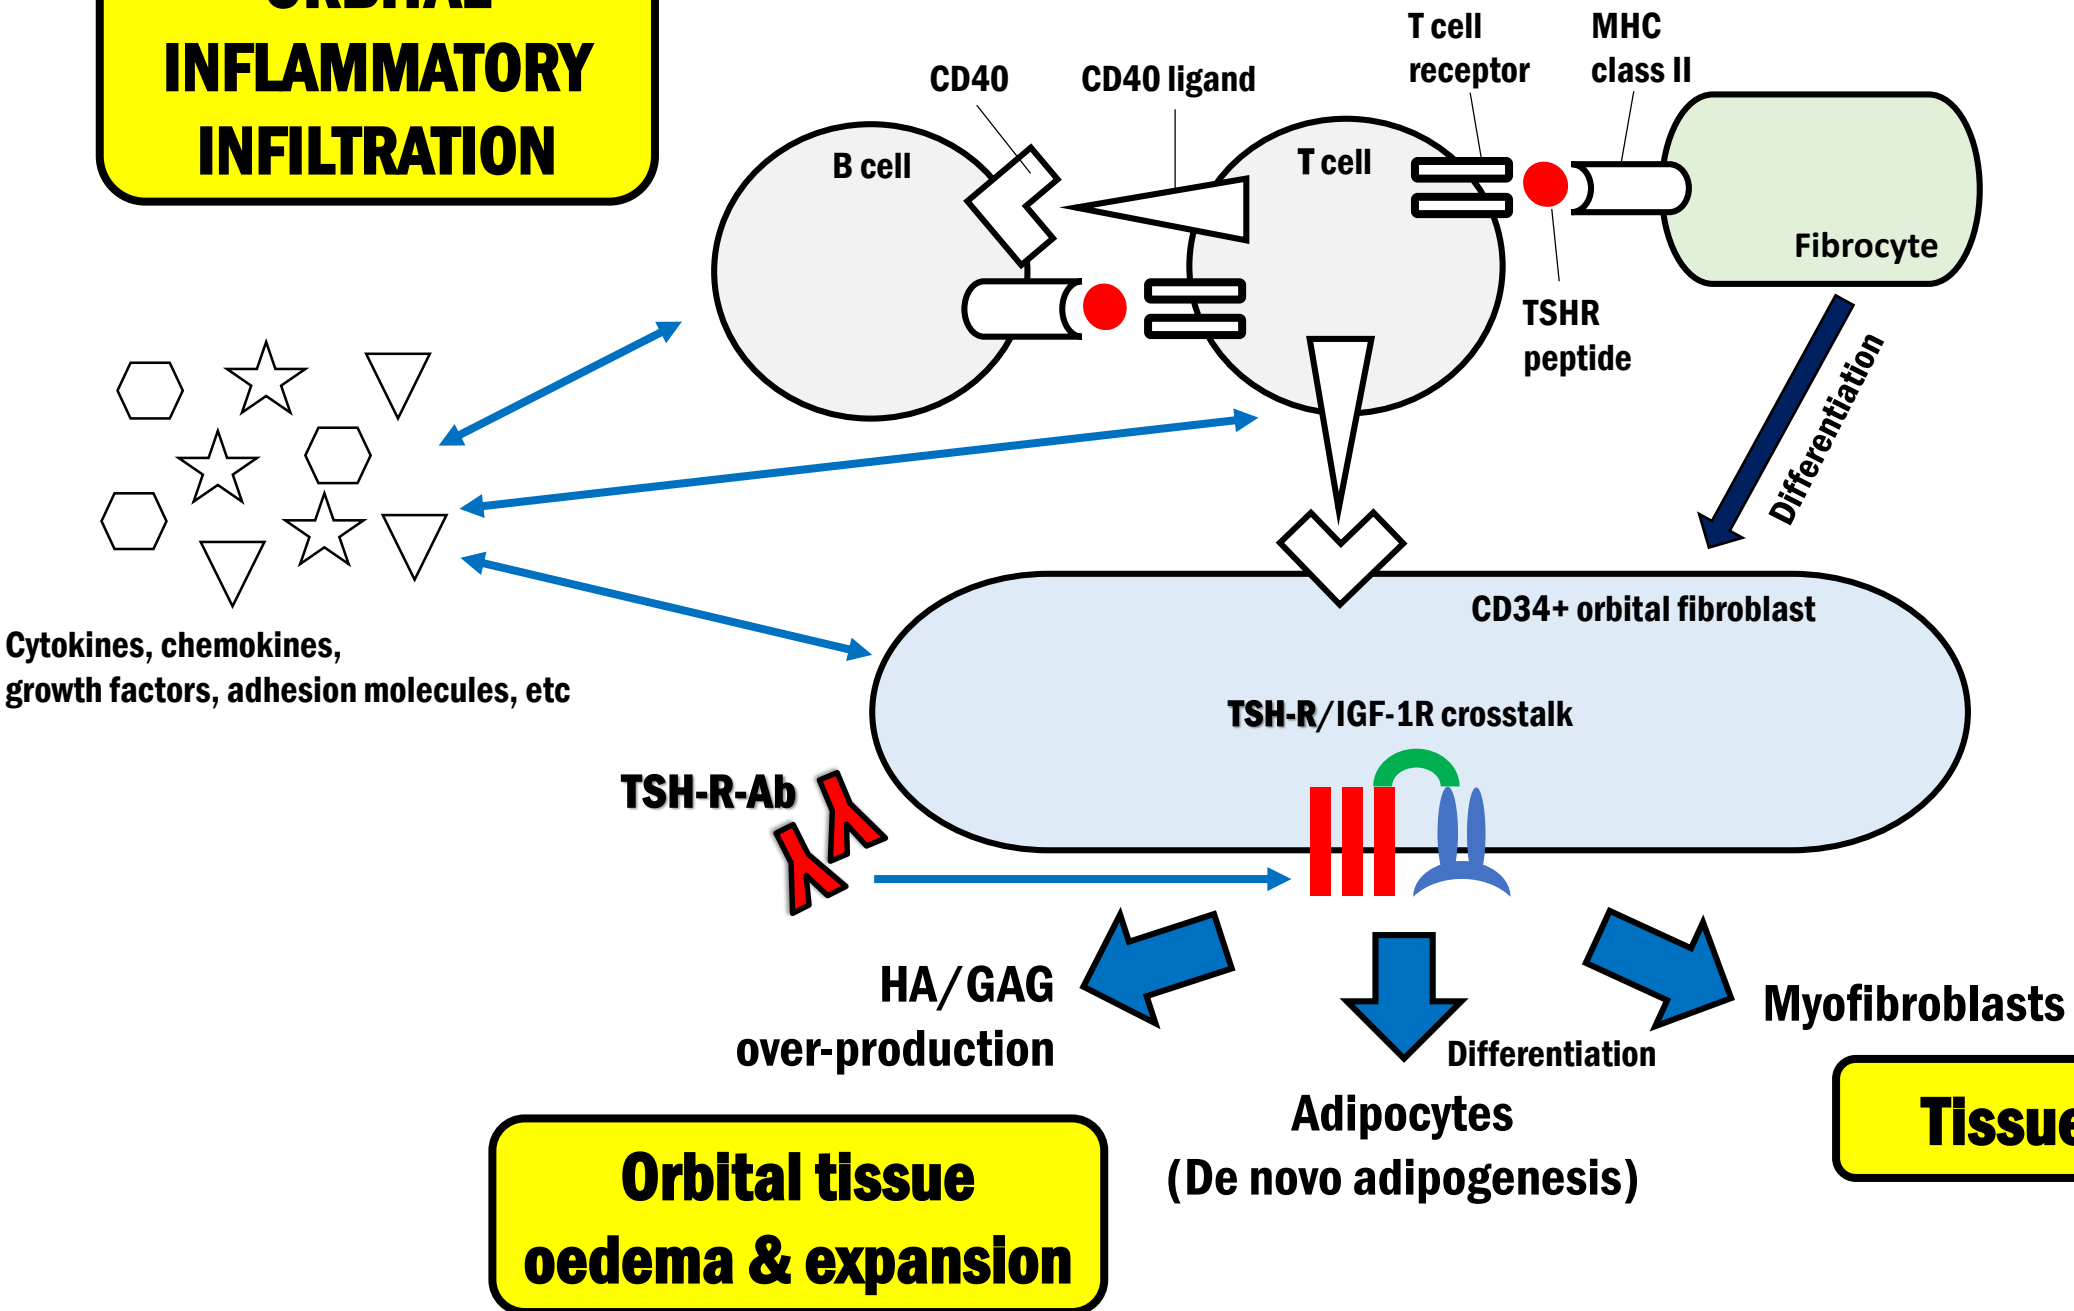 ORBITAL
INFLAMMATORY
INFILTRATION
CD40
CD40 ligand
T cell
receptor
MHC
class II
B cell
T cell
Fibrocyte
TSHR
peptide
Differentiation
Cytokines, chemokines,
growth factors, adhesion molecules, etc
CD34+ orbital fibroblast
TSH-R/IGF-1R crosstalk
TSH-R-Ab
HA/GAG
over-production
Differentiation
Myofibroblasts
Adipocytes
(De novo adipogenesis)
Orbital tissue
oedema & expansion
Tissue